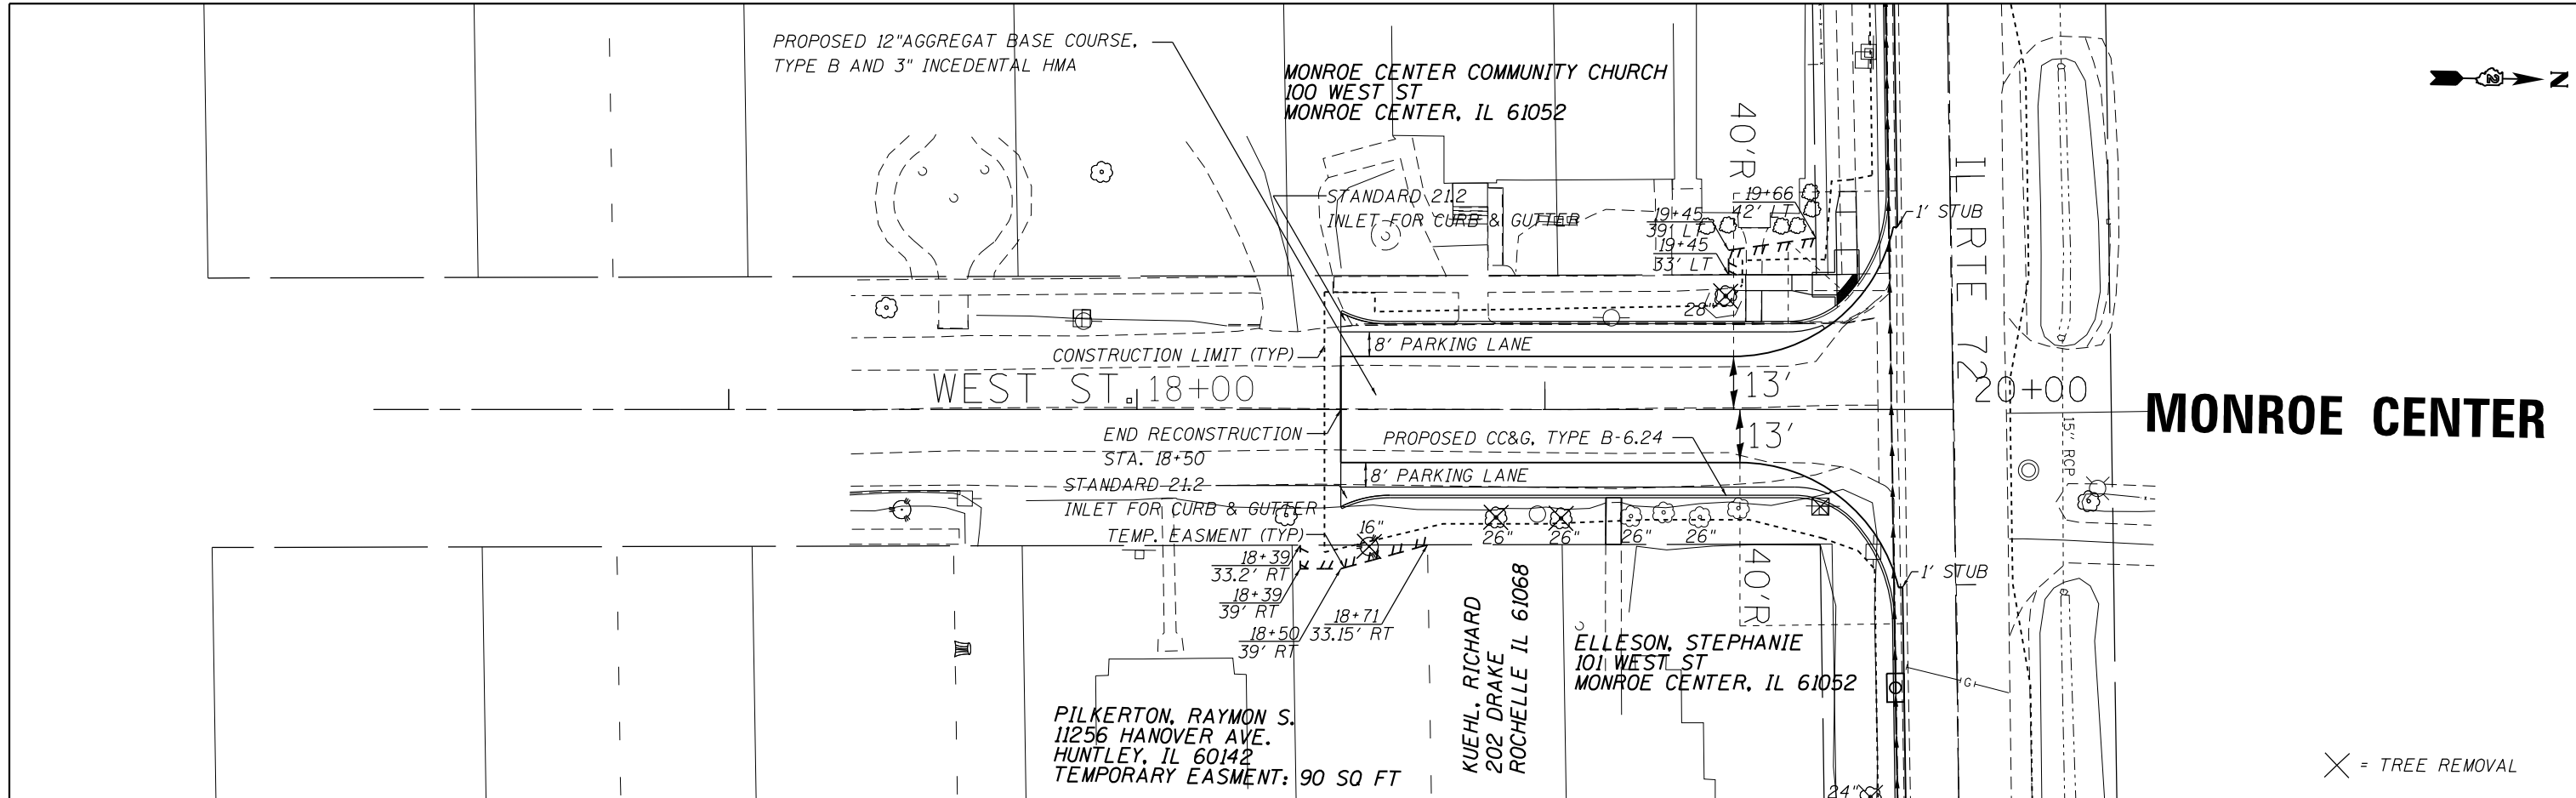 PROPOSED 12"AGGREGAT BASE COURSE,
TYPE B AND 3" INCEDENTAL HMA
MONROE CENTER COMMUNITY CHURCH
100 WEST ST
MONROE CENTER, IL 61052
40'R
STANDARD 21.2
INLET FOR CURB & GUTTER
19+66
42' LT
19+45
39' LT
19+45
33' LT
1' STUB
IL RTE 72
N
28"
8' PARKING LANE
CONSTRUCTION LIMIT (TYP)
WEST ST.
18+00
13'
20+00
MONROE CENTER
END RECONSTRUCTION
STA. 18+50
PROPOSED CC&G, TYPE B-6.24
13'
15" RCP
8' PARKING LANE
STANDARD 21.2
INLET FOR CURB & GUTTER
TEMP. EASMENT (TYP)
16"
26"
26"
26"
26"
18+39
33.2' RT
18+39
39' RT
18+50
39' RT
18+71
33.15' RT
40'R
1' STUB
KUEHL, RICHARD
202 DRAKE
ROCHELLE IL 61068
ELLESON, STEPHANIE
101 WEST ST
MONROE CENTER, IL 61052
G
PILKERTON, RAYMON S.
11256 HANOVER AVE.
HUNTLEY, IL 60142
TEMPORARY EASMENT: 90 SQ FT
24"
= TREE REMOVAL